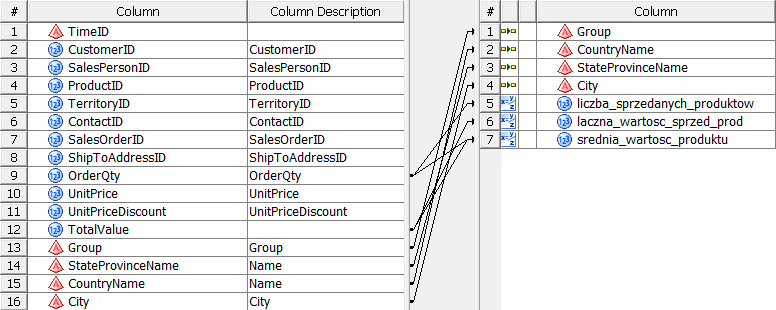 # Column Column Description
1 TimeID
2 CustomerID CustomerID
3 SalesPersonID SalesPersonID
4 ProductID ProductID
5 TerritoryID TerritoryID
6 ContactID ContactID
7 SalesOrderID SalesOrderID
8 ShipToAddressID ShipToAddressID
9 OrderQty OrderQty
10 UnitPrice UnitPrice
11 UnitPriceDiscount UnitPriceDiscount
12 TotalValue
13 Group Group
14 StateProvinceName Name
15 CountryName Name
16 City City
# Column
1 Group
2 CountryName
3 StateProvinceName
4 City
5 liczba_sprzedanych_produktow
6 laczna_wartosc_sprzed_prod
7 srednia_wartosc_produktu